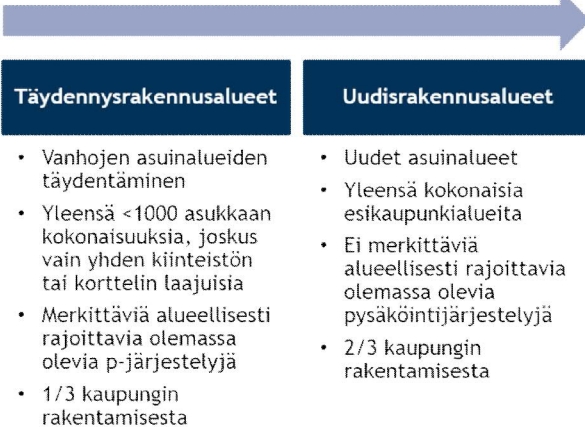 Täydennysrakennusalueet
• Vanhojen asuinalueiden
täydentäminen
• Yleensä <1000 asukkaan
kokonaisuuksia, joskus
vain yhden kiinteistön
tai korttelin laajuisia
• Merkittäviä alueellisesti
rajoittavia olemassa
olevia p-järjestelyjä
• 1/3 kaupungin
rakentamisesta
Uudisrakennusalueet
• Uudet asuinalueet
• Yleensä kokonaisia
esikaupunkialueita
• Ei merkittäviä
alueellisesti rajoittavia
olemassa olevia
pysäköintijärjestelyjä
• 2/3 kaupungin
rakentamisesta